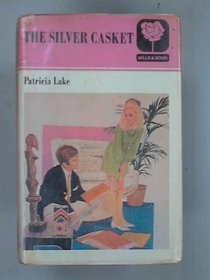 THE SILVER CASKET
MILLS & BOON
Patricia Lake